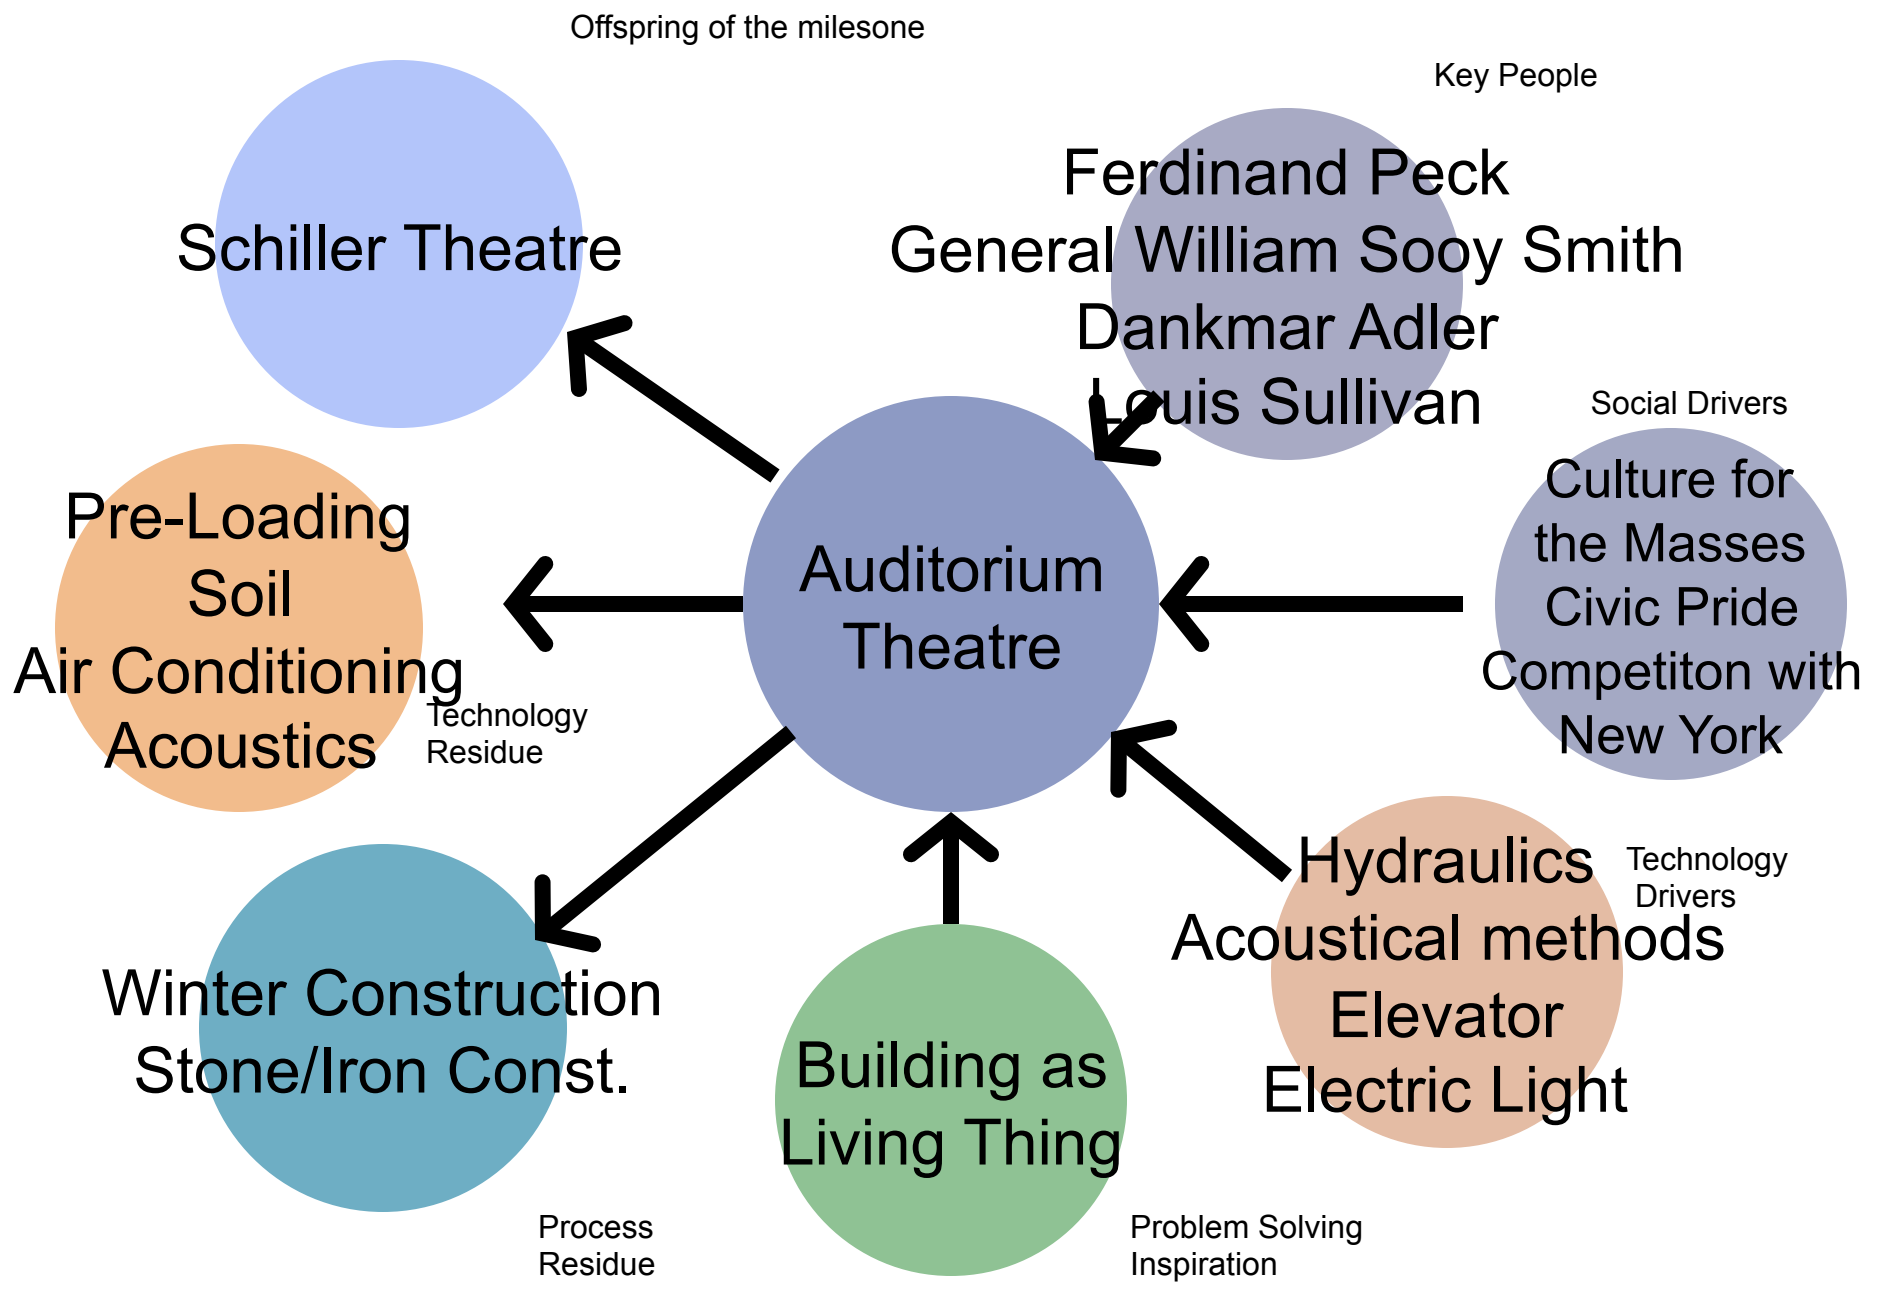 Offspring of the milesone
Key People
Schiller Theatre
Ferdinand Peck
General William Sooy Smith
Dankmar Adler
Louis Sullivan
Social Drivers
Culture for
the Masses
Civic Pride
Competiton with
New York
Pre-Loading
Soil
Air Conditioning
Acoustics
Technology
Residue
Auditorium
Theatre
Hydraulics
Acoustical methods
Elevator
Electric Light
Technology
Drivers
Winter Construction
Stone/Iron Const.
Building as
Living Thing
Process
Residue
Problem Solving
Inspiration